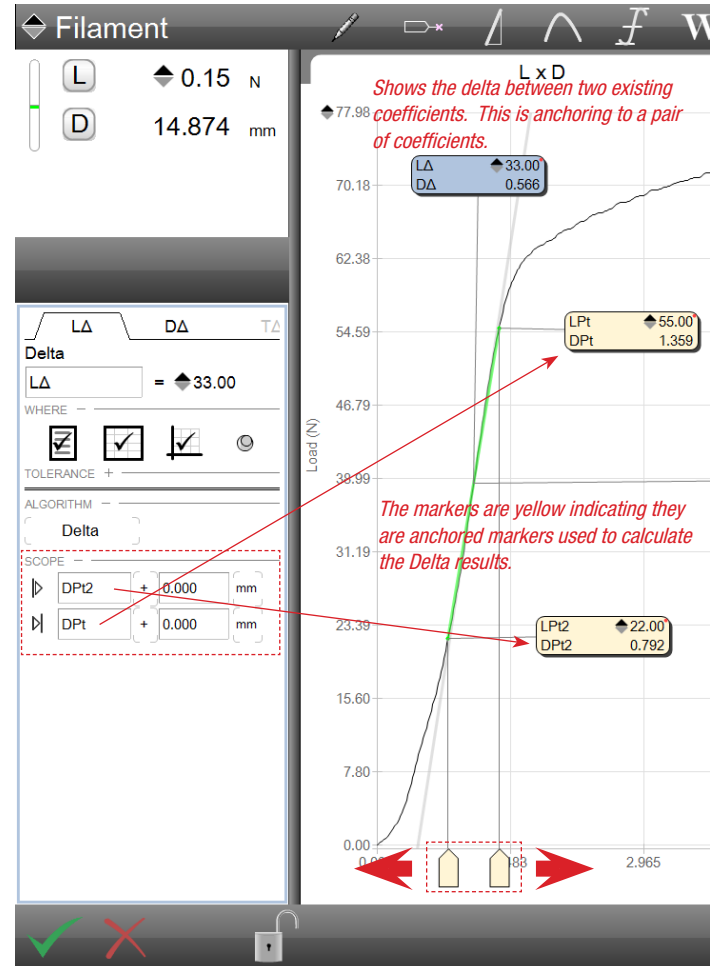 Filament
W
L 0.15 N
D 14.874 mm
LΔ DΔ TΔ
Delta
LΔ = 33.00
WHERE
TOLERANCE +
ALGORITHM
Delta
SCOPE
DPt2 + 0.000 mm
DPt + 0.000 mm
L x D
Shows the delta between two existing
coefficients. This is anchoring to a pair
of coefficients.
77.98
LΔ 33.00*
DΔ 0.566
70.18
62.38
LPt 55.00*
DPt 1.359
54.59
46.79
Load (N)
38.99
The markers are yellow indicating they
are anchored markers used to calculate
the Delta results.
31.19
LPt2 22.00*
DPt2 0.792
23.39
15.60
7.80
0.00
2.965